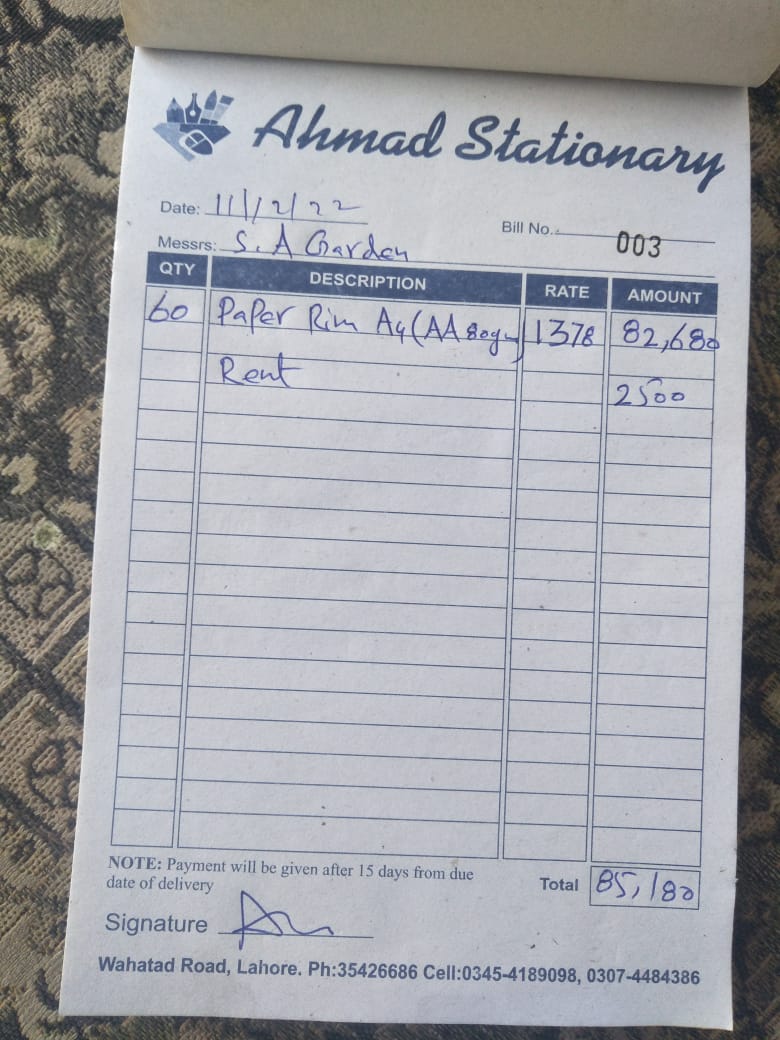 Ahmad Stationary
Date: 11/12/22
Bill No. 003
Messrs: S.A Garden
QTY DESCRIPTION RATE AMOUNT
60 Paper Rim A4 (AA 80gm) 1378 82,680
Rent 2500
NOTE: Payment will be given after 15 days from due
date of delivery
Total 85,180
Signature
Wahatad Road, Lahore. Ph:35426686 Cell:0345-4189098, 0307-4484386